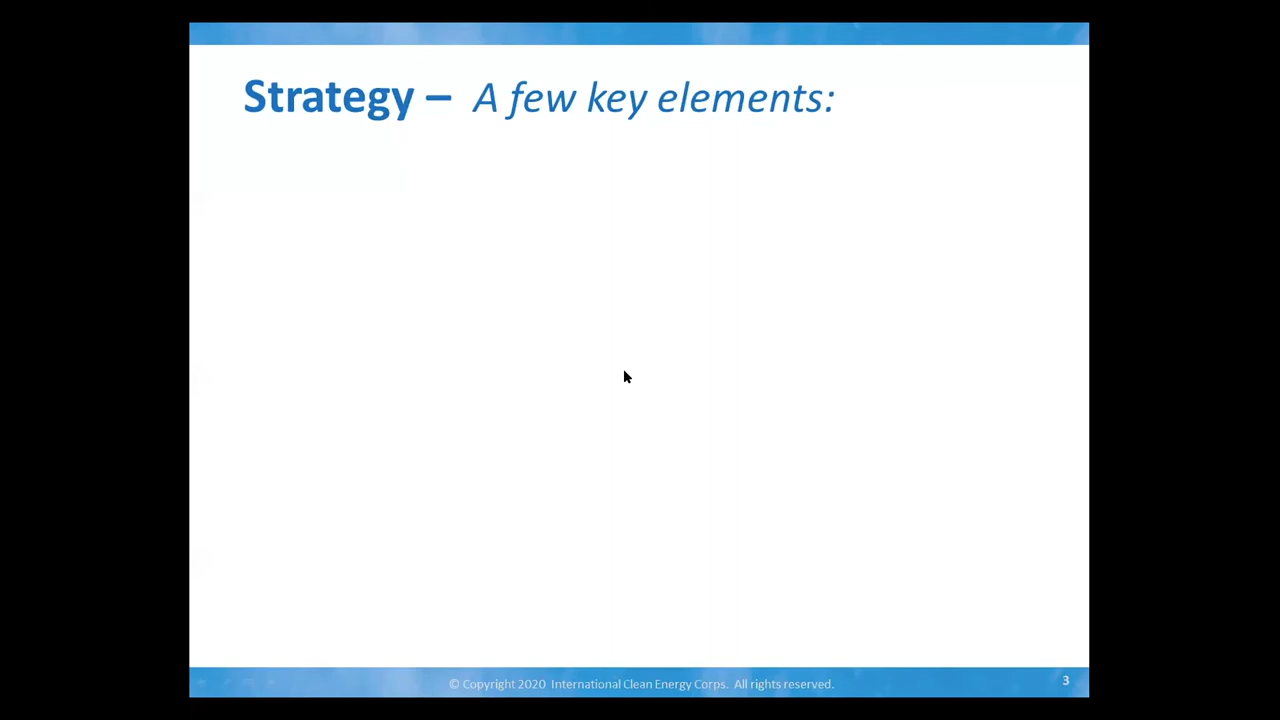 Strategy – A few key elements:
© Copyright 2020 International Clean Energy Corps. All rights reserved.
3